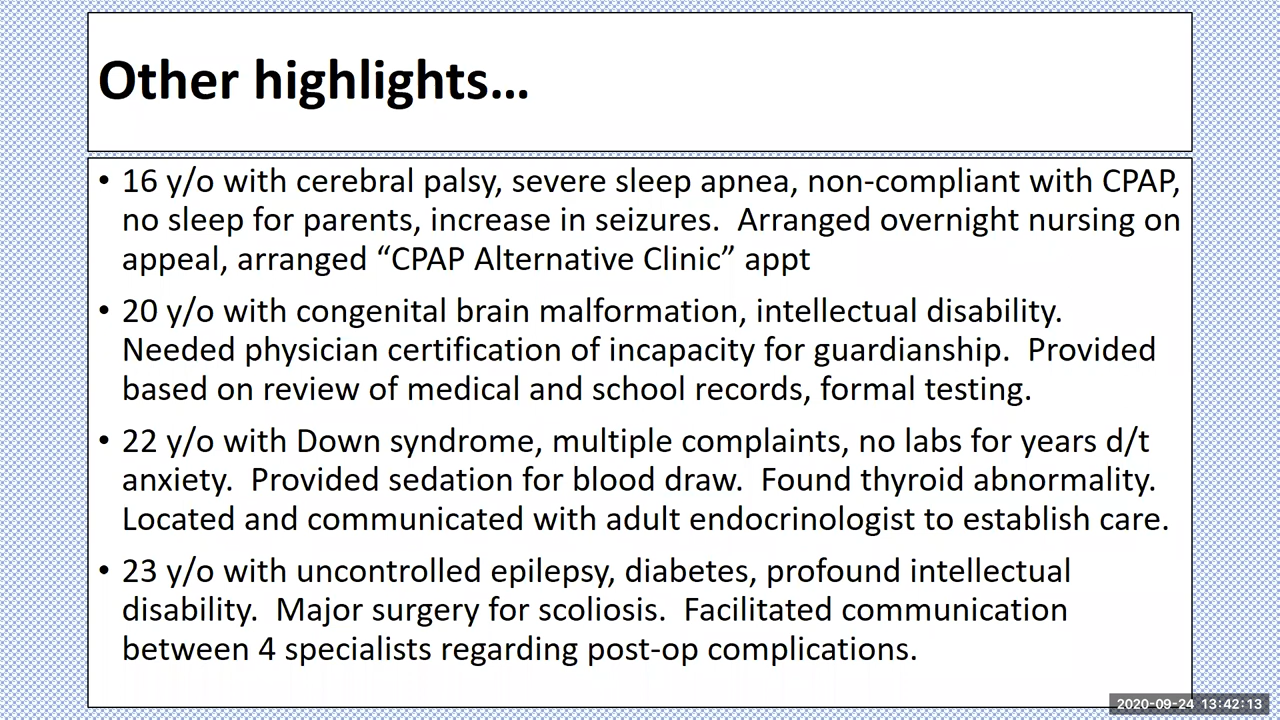 Other highlights...
• 16 y/o with cerebral palsy, severe sleep apnea, non-compliant with CPAP,
no sleep for parents, increase in seizures.  Arranged overnight nursing on
appeal, arranged “CPAP Alternative Clinic” appt
• 20 y/o with congenital brain malformation, intellectual disability.
Needed physician certification of incapacity for guardianship.  Provided
based on review of medical and school records, formal testing.
• 22 y/o with Down syndrome, multiple complaints, no labs for years d/t
anxiety.  Provided sedation for blood draw.  Found thyroid abnormality.
Located and communicated with adult endocrinologist to establish care.
• 23 y/o with uncontrolled epilepsy, diabetes, profound intellectual
disability.  Major surgery for scoliosis.  Facilitated communication
between 4 specialists regarding post-op complications.
2020-09-24 13:42:13